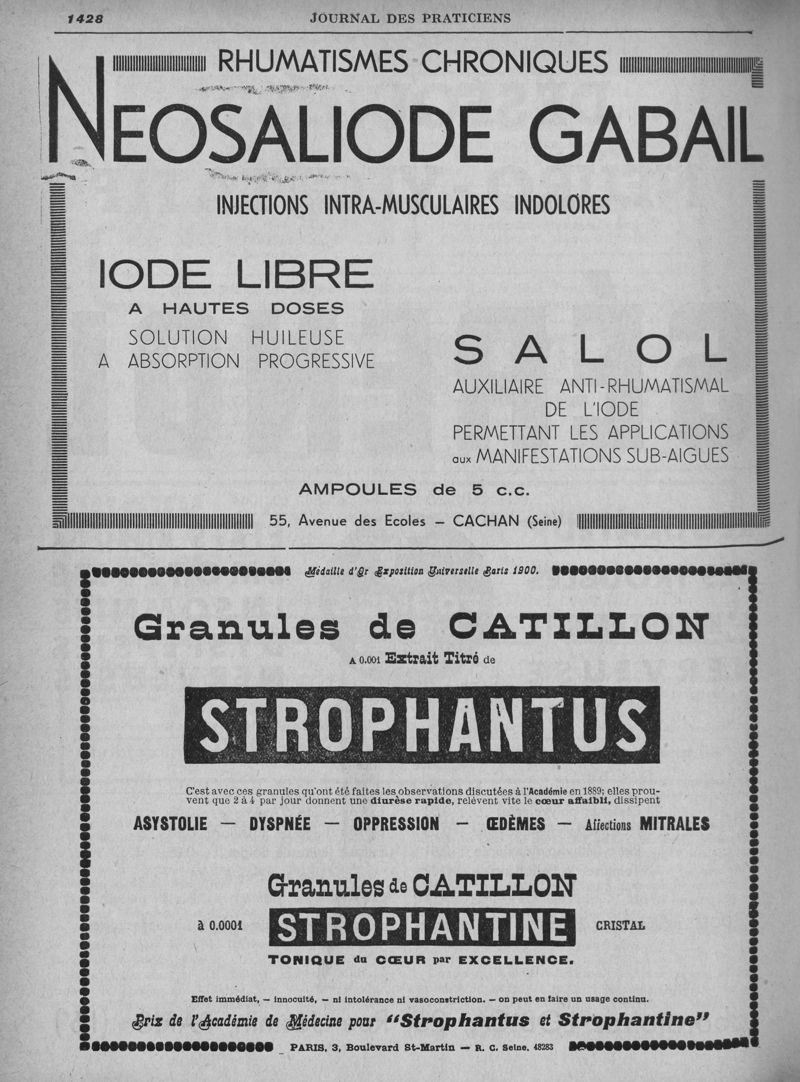 1428
JOURNAL DES PRATICIENS
RHUMATISMES CHRONIQUES
NEOSALIODE GABAIL
INJECTIONS INTRA-MUSCULAIRES INDOLORES
IODE LIBRE
A HAUTES DOSES
SOLUTION HUILEUSE
A ABSORPTION PROGRESSIVE
SALOL
AUXILIAIRE ANTI-RHUMATISMAL
DE L'IODE
PERMETTANT LES APPLICATIONS
aux MANIFESTATIONS SUB-AIGUES
AMPOULES de 5 c.c.
55, Avenue des Ecoles — CACHAN (Seine)
Médaille d'Or Exposition Universelle Paris 1900.
Granules de CATILLON
A 0.001 Extrait Titré de
STROPHANTUS
C'est avec ces granules qu'ont été faites les observations discutées à l'Académie en 1889; elles prou-
vent que 2 à 4 par jour donnent une diurèse rapide, relèvent vite le cœur affaibli, dissipent
ASYSTOLIE — DYSPNÉE — OPPRESSION — ŒDÈMES — Affections MITRALES
Granules de CATILLON
à 0.0001 STROPHANTINE CRISTAL
TONIQUE du CŒUR par EXCELLENCE.
Effet immédiat, — innocuité, — ni intolérance ni vasoconstriction. — on peut en faire un usage continu.
Prix de l'Académie de Médecine pour "Strophantus et Strophantine"
PARIS, 3, Boulevard St-Martin — R. C. Seine, 48283